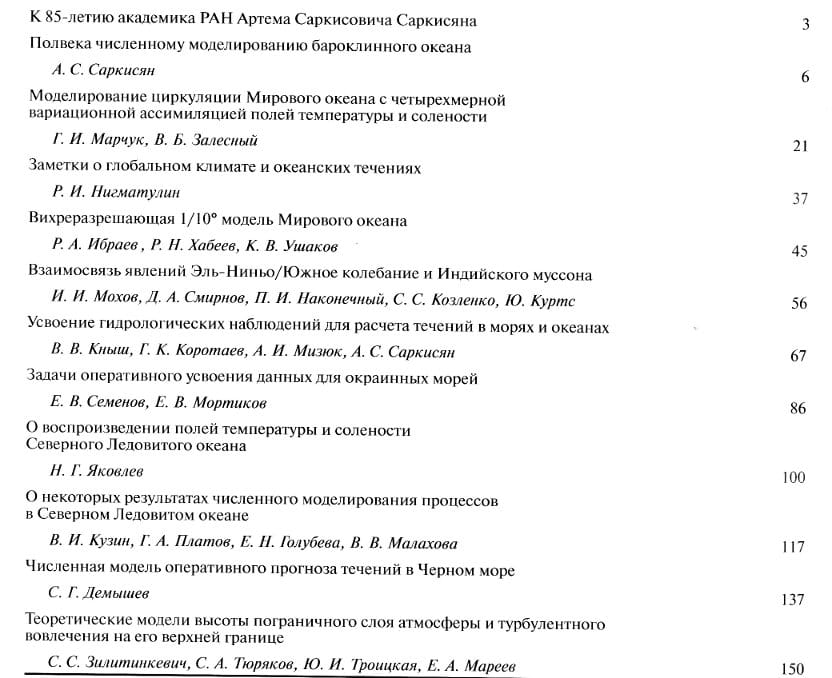 К 85-летию академика РАН Артема Саркисовича Саркисяна 3
Полвека численному моделированию бароклинного океана
А. С. Саркисян 6
Моделирование циркуляции Мирового океана с четырехмерной
вариационной ассимиляцией полей температуры и солености
Г. И. Марчук, В. Б. Залесный 21
Заметки о глобальном климате и океанских течениях
Р. И. Нигматулин 37
Вихреразрешающая 1/10° модель Мирового океана
Р. А. Ибраев, Р. Н. Хабеев, К. В. Ушаков 45
Взаимосвязь явлений Эль-Ниньо/Южное колебание и Индийского муссона
И. И. Мохов, Д. А. Смирнов, П. И. Наконечный, С. С. Козленко, Ю. Куртс 56
Усвоение гидрологических наблюдений для расчета течений в морях и океанах
В. В. Кныш, Г. К. Коротаев, А. И. Мизюк, А. С. Саркисян 67
Задачи оперативного усвоения данных для окраинных морей
Е. В. Семенов, Е. В. Мортиков 86
О воспроизведении полей температуры и солености
Северного Ледовитого океана
Н. Г. Яковлев 100
О некоторых результатах численного моделирования процессов
в Северном Ледовитом океане
В. И. Кузин, Г. А. Платов, Е. Н. Голубева, В. В. Малахова 117
Численная модель оперативного прогноза течений в Черном море
С. Г. Демышев 137
Теоретические модели высоты пограничного слоя атмосферы и турбулентного
вовлечения на его верхней границе
С. С. Зилитинкевич, С. А. Тюряков, Ю. И. Троицкая, Е. А. Мареев 150